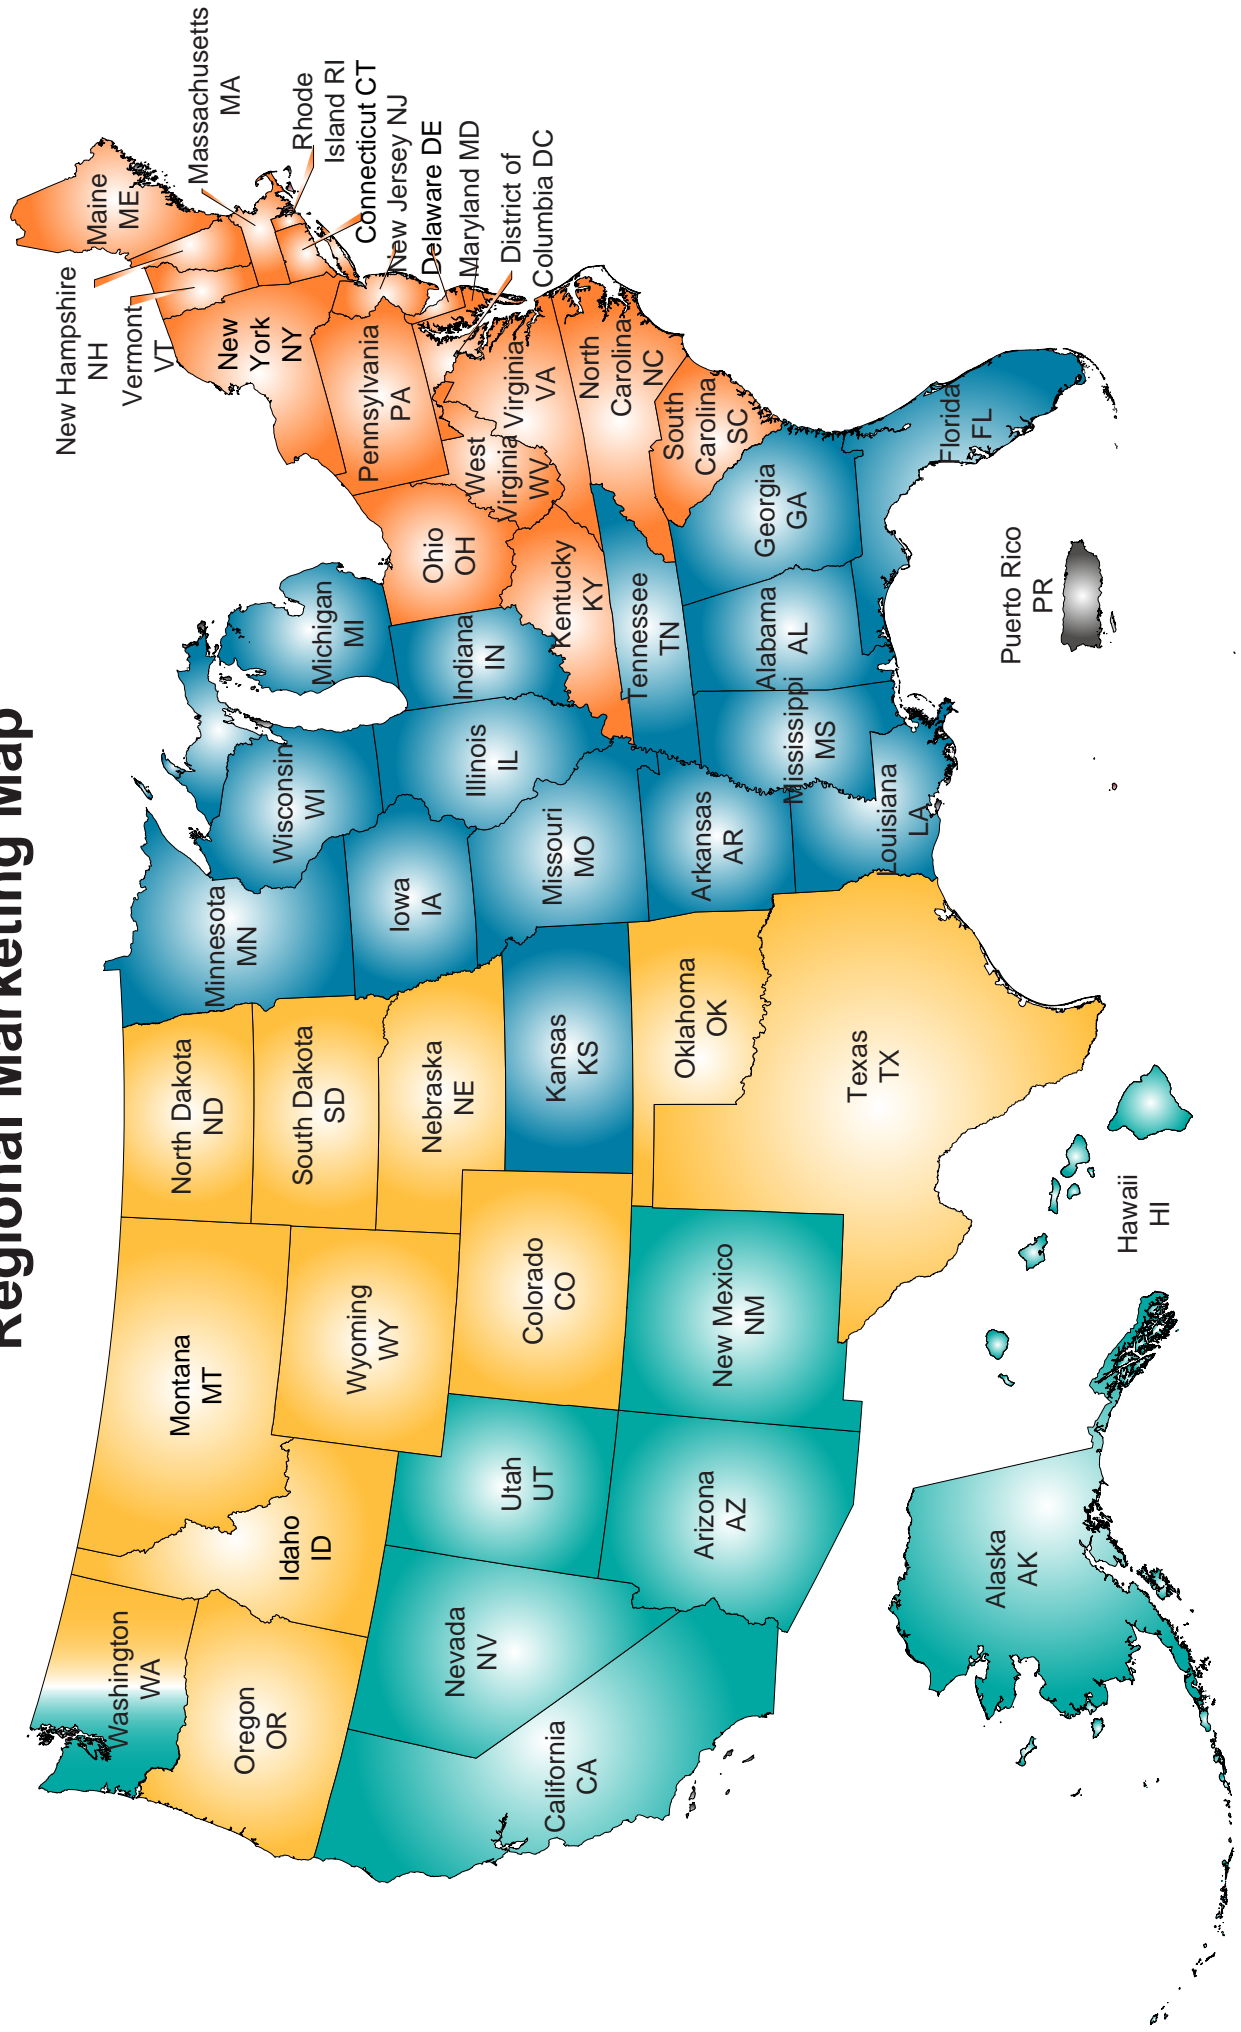 Regional Marketing Map
Washington
WA
Oregon
OR
California
CA
Nevada
NV
Idaho
ID
Montana
MT
Wyoming
WY
Utah
UT
Arizona
AZ
Colorado
CO
New Mexico
NM
North Dakota
ND
South Dakota
SD
Nebraska
NE
Kansas
KS
Oklahoma
OK
Texas
TX
Minnesota
MN
Iowa
IA
Missouri
MO
Arkansas
AR
Louisiana
LA
Wisconsin
WI
Illinois
IL
Mississippi
MS
Michigan
MI
Indiana
IN
Kentucky
KY
Tennessee
TN
Alabama
AL
Ohio
OH
Georgia
GA
Florida
FL
West
Virginia
WV
Virginia
VA
North
Carolina
NC
South
Carolina
SC
Pennsylvania
PA
New
York
NY
New Hampshire
NH
Vermont
VT
Maine
ME
Massachusetts
MA
Rhode
Island RI
Connecticut CT
New Jersey NJ
Delaware DE
Maryland MD
District of
Columbia DC
Alaska
AK
Hawaii
HI
Puerto Rico
PR